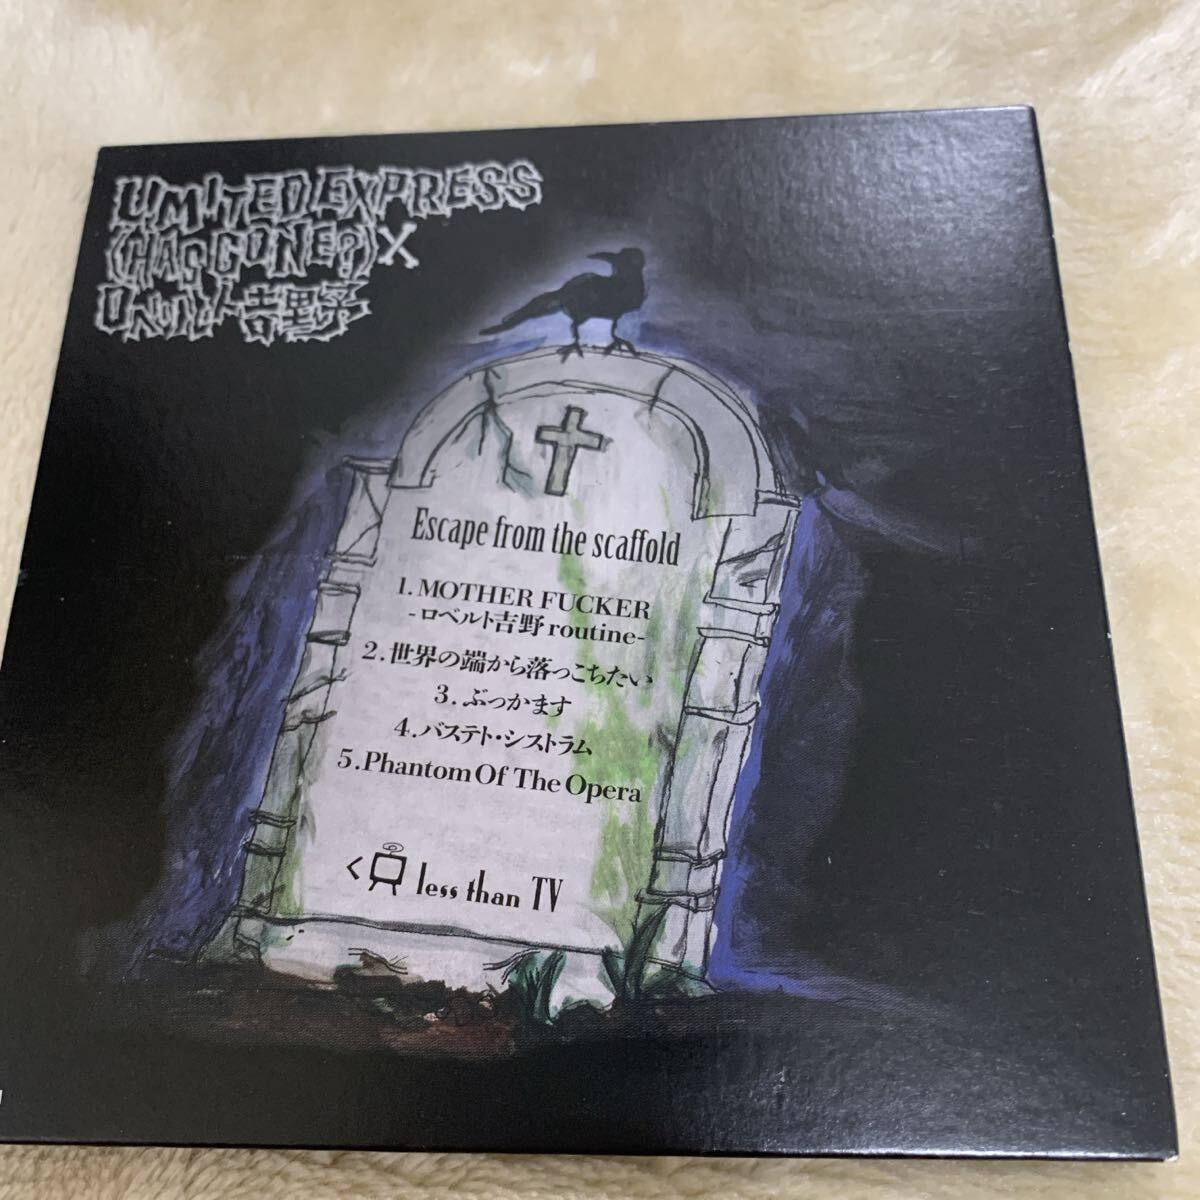 LIMITED EXPRESS
(HAS GONE?) X
ロベルト吉野
Escape from the scaffold
1. MOTHER FUCKER
-ロベルト吉野 routine-
2. 世界の端から落っこちたい
3. ぶっかます
4. バステト・シストラム
5. Phantom Of The Opera
less than TV